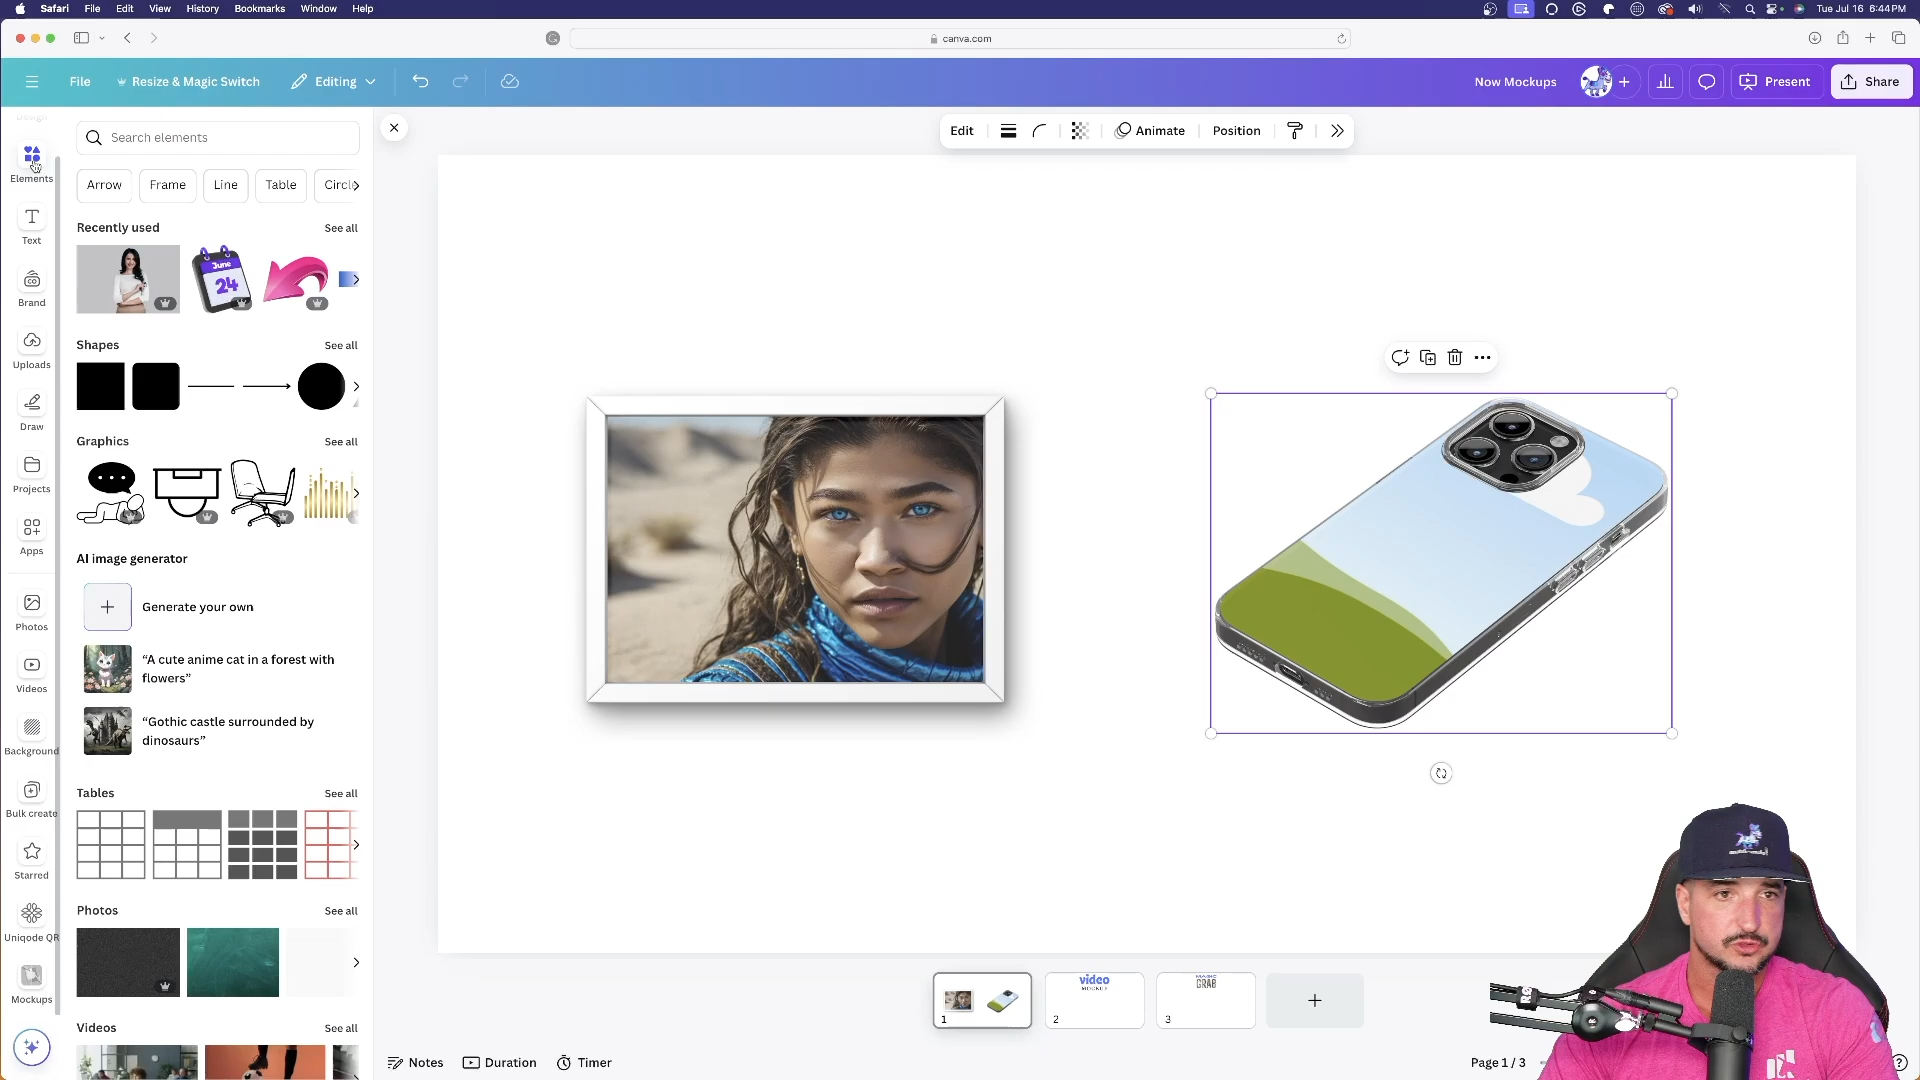 Safari File Edit View History Bookmarks Window Help
Tue Jul 16 6:44 PM
canva.com
File Resize & Magic Switch Editing
Now Mockups
Present
Share
Search elements
Edit Animate Position
Elements
Text
Brand
Uploads
Draw
Projects
Apps
Photos
Videos
Background
Bulk create
Starred
Uniqode QR
Mockups
Arrow Frame Line Table
Recently used See all
June
24
Shapes See all
Graphics See all
AI image generator
Generate your own
“A cute anime cat in a forest with
flowers”
“Gothic castle surrounded by
dinosaurs”
Tables See all
Photos See all
Videos See all
1
video
MOCKUP
2
MAGIC
GRAB
3
Notes Duration Timer
Page 1 / 3